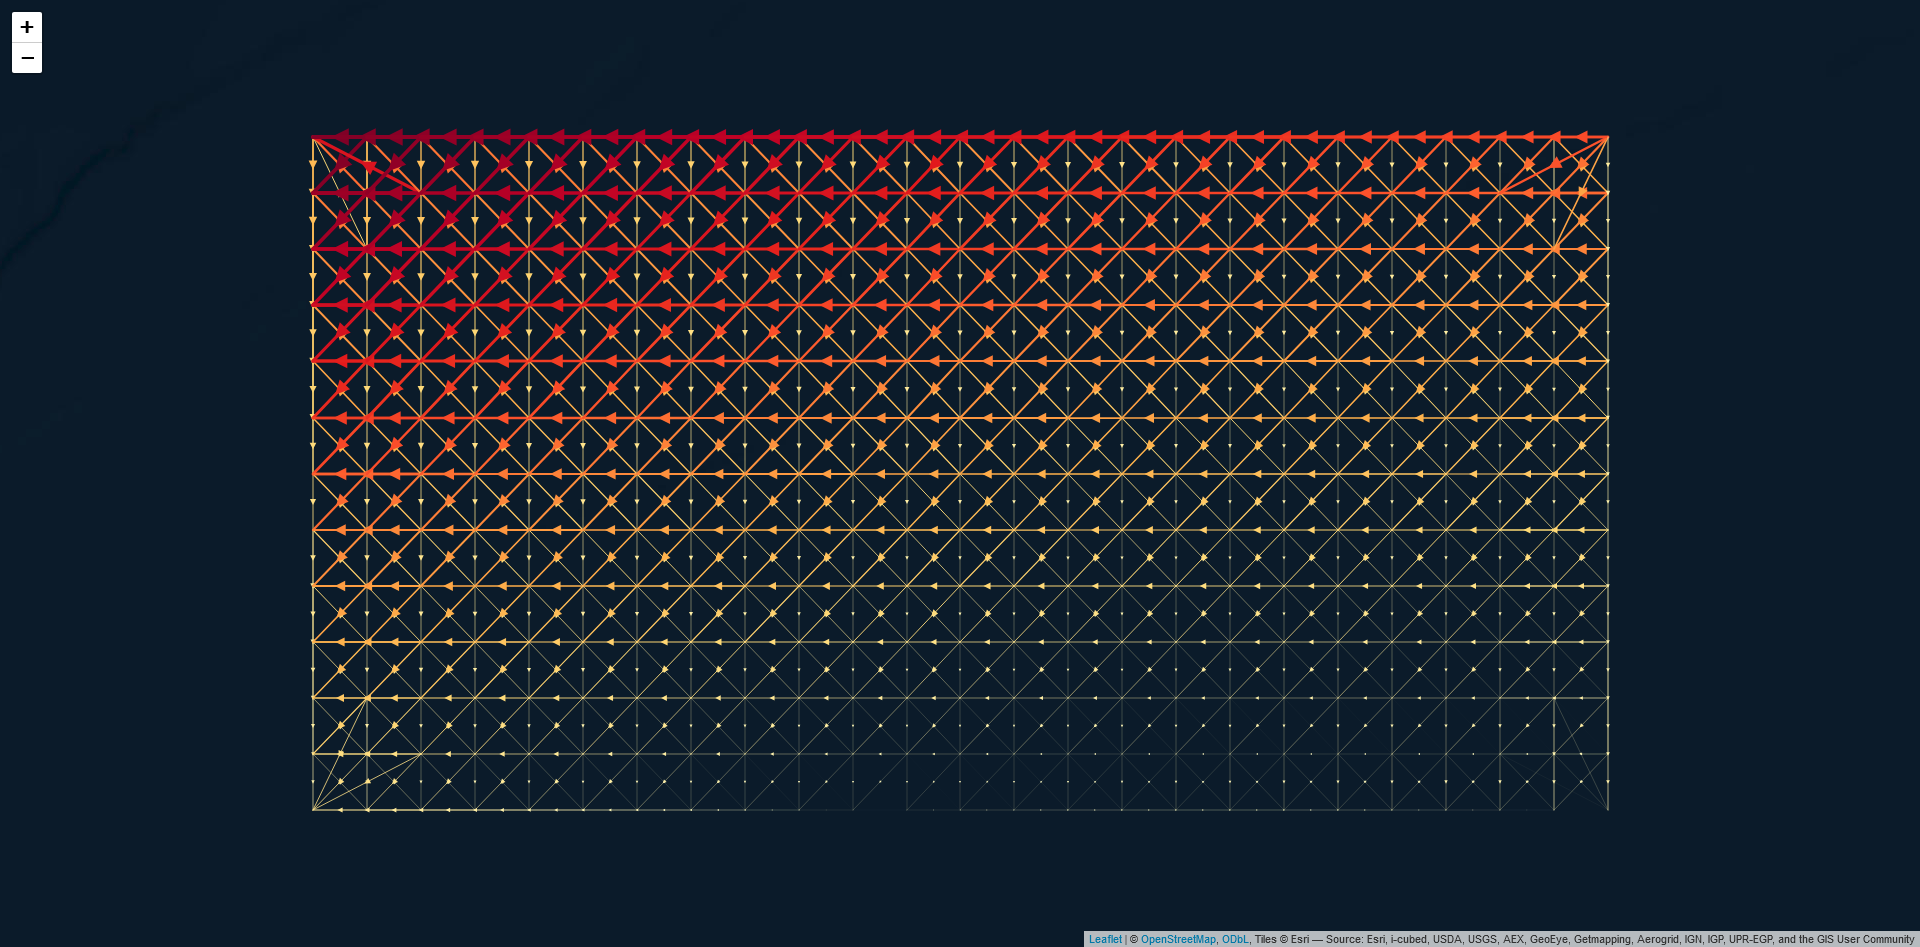 +
−
Leaflet | © OpenStreetMap, ODbL, Tiles © Esri — Source: Esri, i-cubed, USDA, USGS, AEX, GeoEye, Getmapping, Aerogrid, IGN, IGP, UPR-EGP, and the GIS User Community